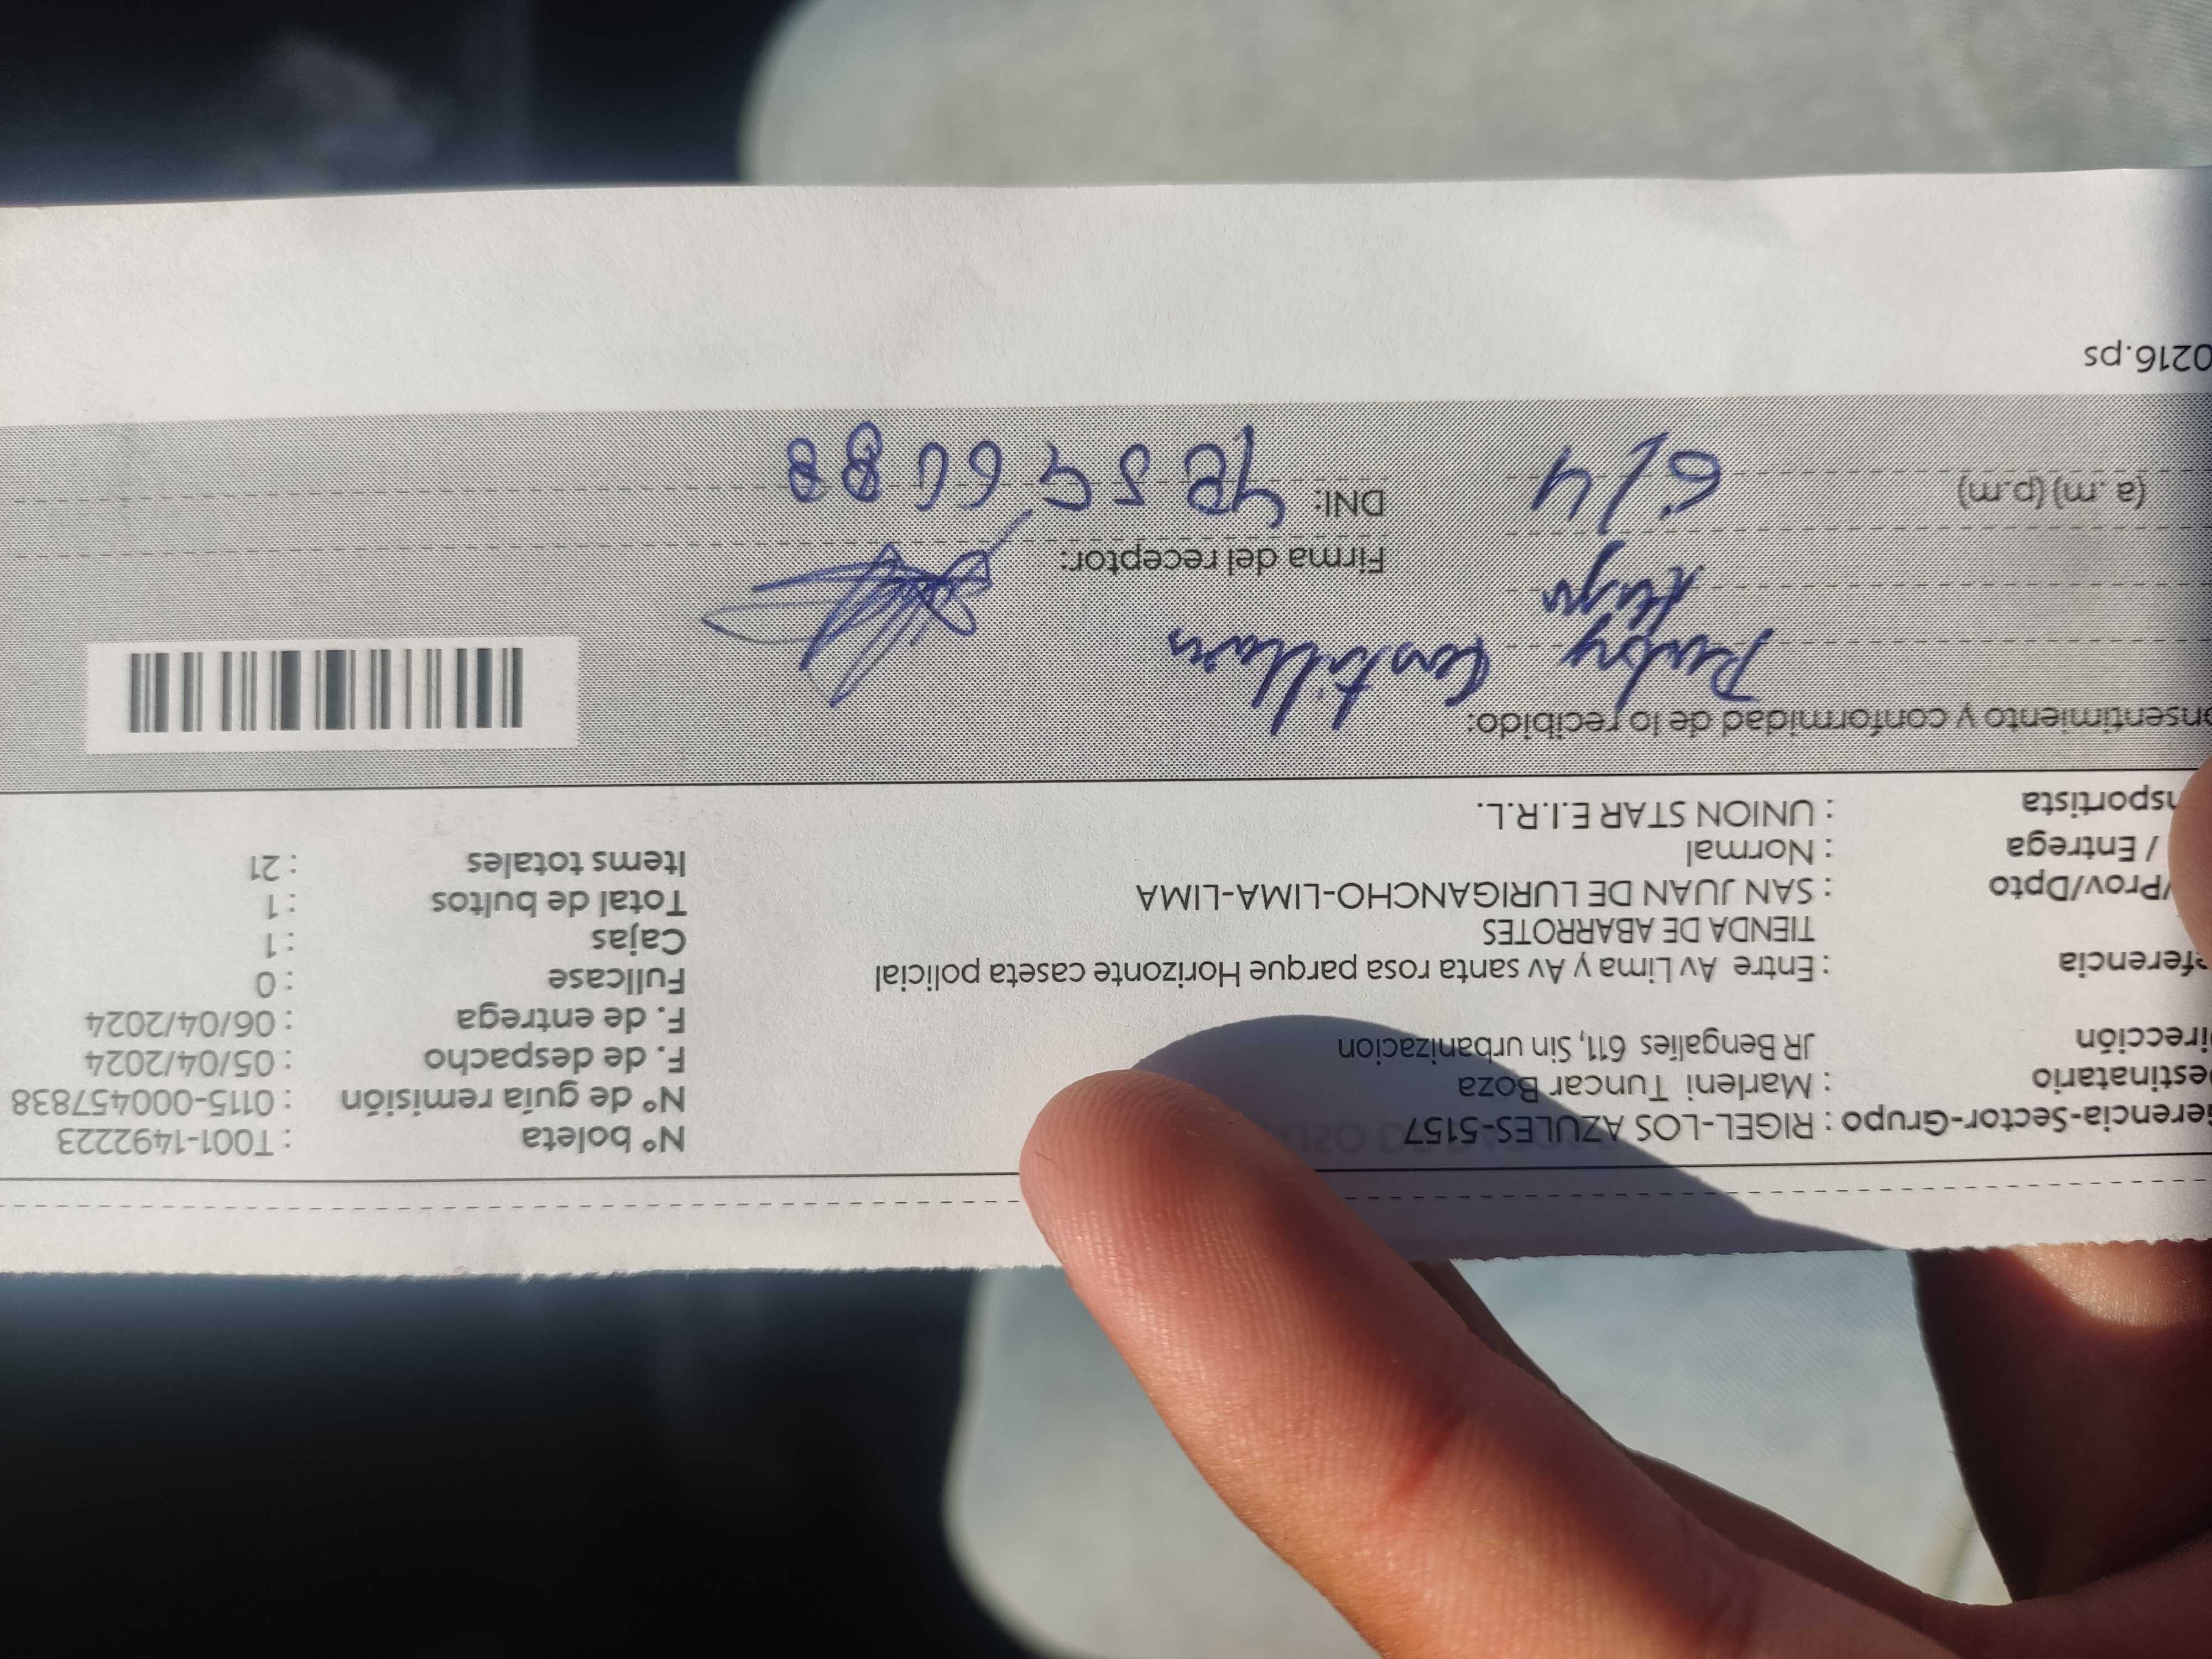 Gerencia-Sector-Grupo : RIGEL-LOS AZULES-5157
estinatario : Marleni Tuncar Boza
irección JR Bengalíes 611, Sin urbanizacion
eferencia : Entre Av Lima y Av santa rosa parque Horizonte caseta policial
TIENDA DE ABARROTES
/Prov/Dpto : SAN JUAN DE LURIGANCHO-LIMA-LIMA
/ Entrega : Normal
nsportista : UNION STAR E.I.R.L.
N° boleta : T001-1492223
N° de guía remisión : 0115-000457838
F. de despacho : 05/04/2024
F. de entrega : 06/04/2024
Fullcase : 0
Cajas : 1
Total de bultos : 1
Items totales : 21
onsentimiento y conformidad de lo recibido:
Castillon
Firma del receptor:
(a .m) (p.m) 6/4 DNI:
0216.ps